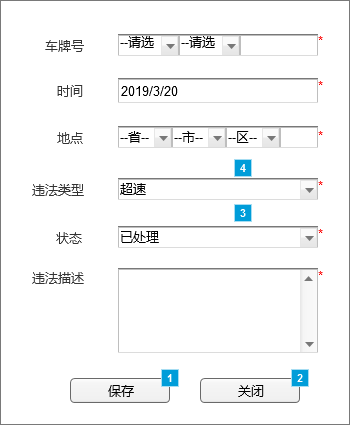 车牌号 --请选 --请选 *
时间 2019/3/20 *
地点 --省-- --市-- --区-- *
4
违法类型 超速 *
3
状态 已处理 *
违法描述 *
1 2
保存 关闭